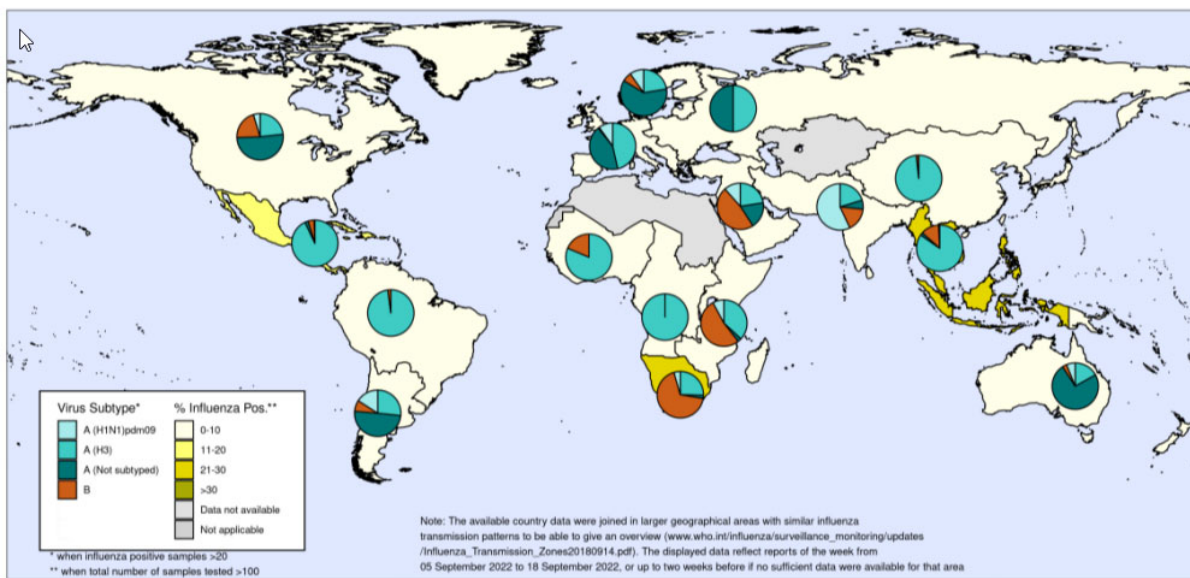 Virus Subtype*
A (H1N1)pdm09
A (H3)
A (Not subtyped)
B
% Influenza Pos.**
0-10
11-20
21-30
>30
Data not available
Not applicable
* when influenza positive samples >20
** when total number of samples tested >100
Note: The available country data were joined in larger geographical areas with similar influenza
transmission patterns to be able to give an overview (www.who.int/influenza/surveillance_monitoring/updates
/Influenza_Transmission_Zones20180914.pdf). The displayed data reflect reports of the week from
05 September 2022 to 18 September 2022, or up to two weeks before if no sufficient data were available for that area